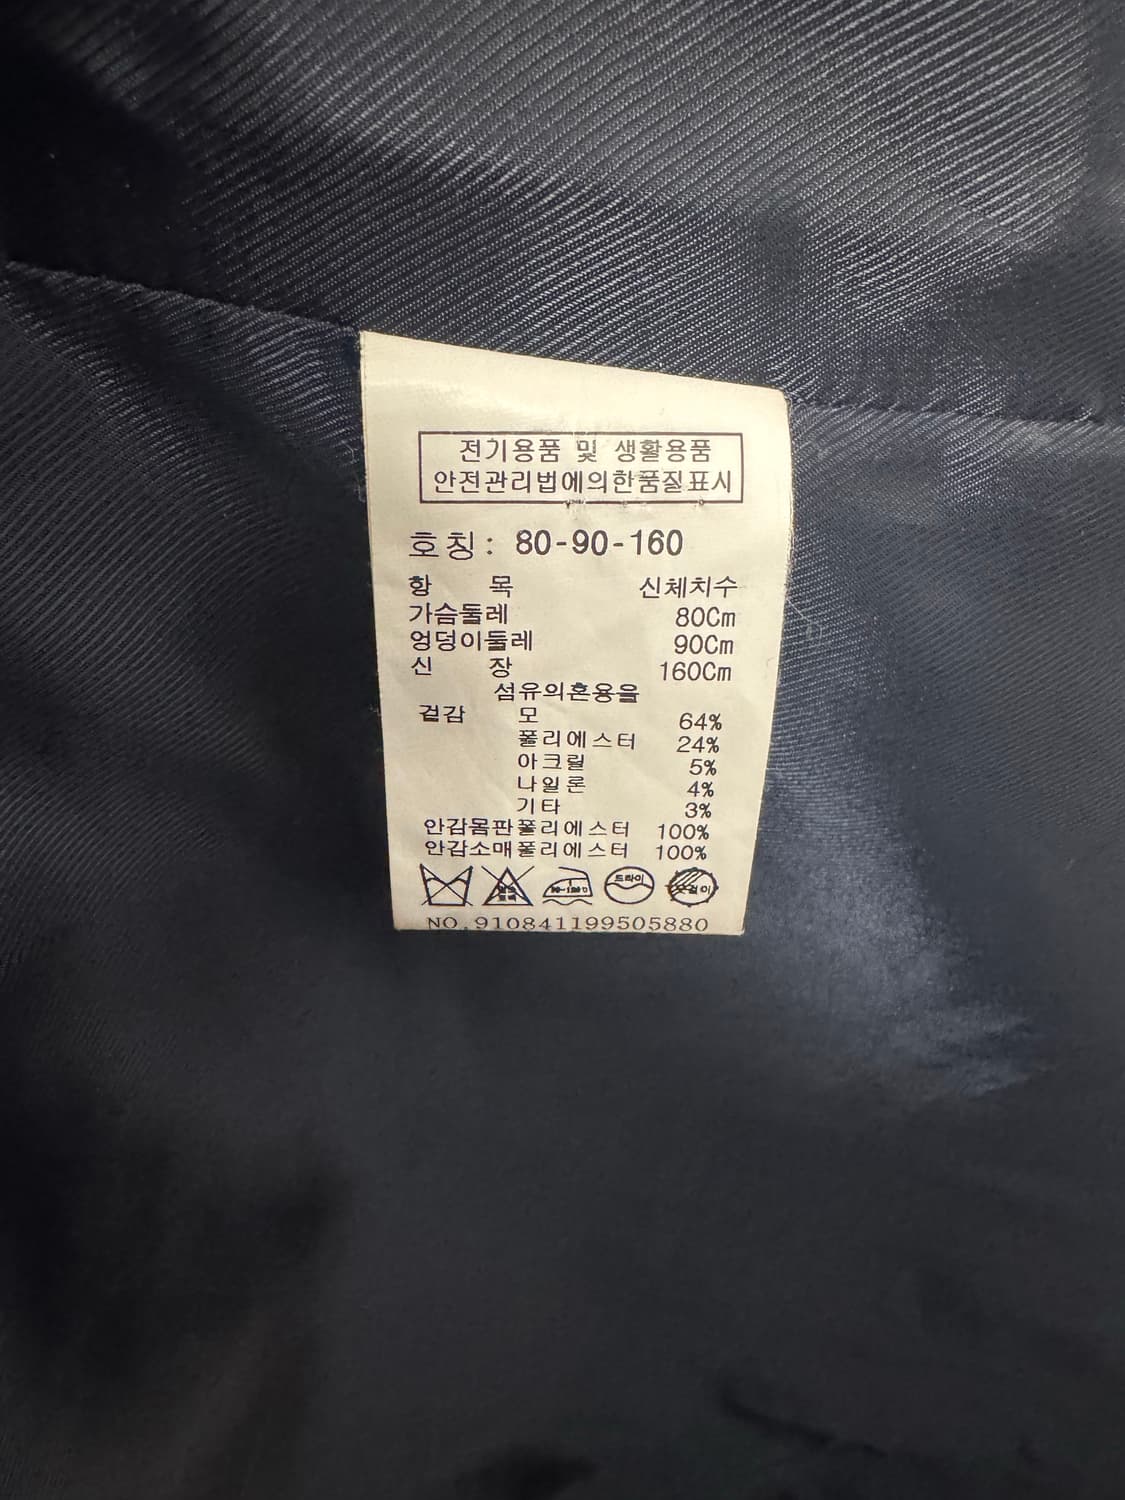 전기용품 및 생활용품
안전관리법에의한품질표시
호칭: 80-90-160
항 목 신체치수
가슴둘레 80Cm
엉덩이둘레 90Cm
신 장 160Cm
섬유의혼용율
겉감 모 64%
폴리에스터 24%
아크릴 5%
나일론 4%
기타 3%
안감몸판폴리에스터 100%
안감소매폴리에스터 100%
드라이
NO.910841199505880